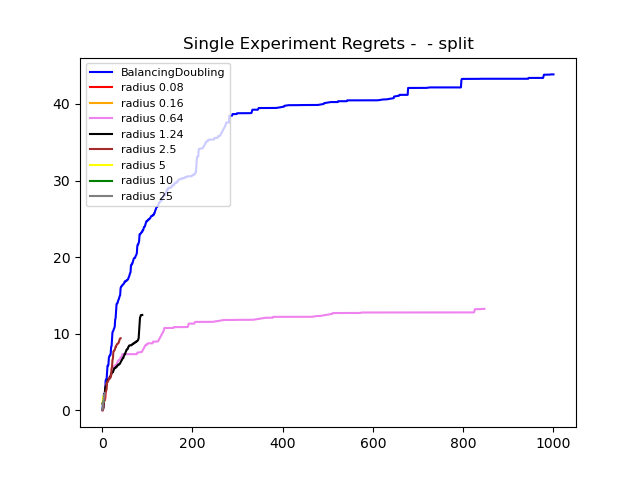 Single Experiment Regrets -  - split
BalancingDoubling
radius 0.08
radius 0.16
radius 0.64
radius 1.24
radius 2.5
radius 5
radius 10
radius 25
40
30
20
10
0
0 200 400 600 800 1000